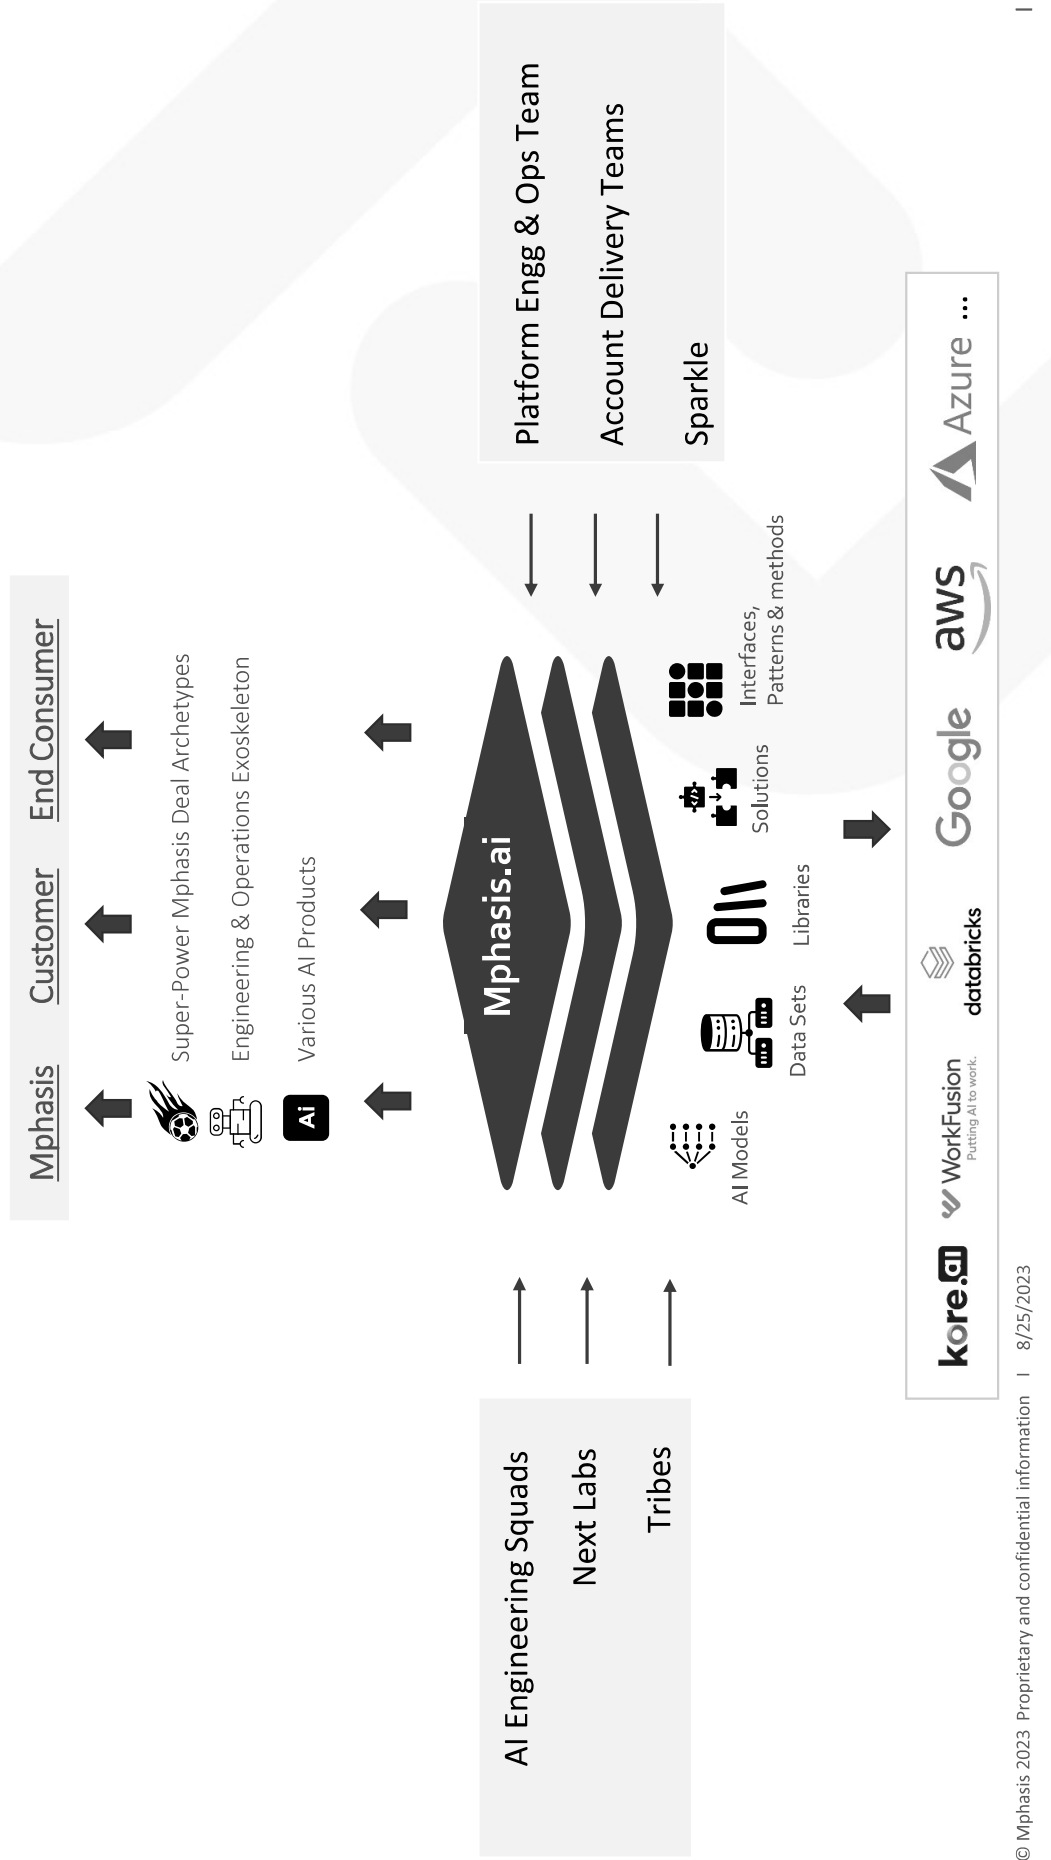 Mphasis Customer End Consumer
Super-Power Mphasis Deal Archetypes
Engineering & Operations Exoskeleton
Ai Various AI Products
AI Engineering Squads
Next Labs
Tribes
Mphasis.ai
Platform Engg & Ops Team
Account Delivery Teams
Sparkle
AI Models
Data Sets
Libraries
</>
Solutions
Interfaces,
Patterns & methods
kore.ai
WorkFusion
Putting AI to work.
databricks
Google
aws
Azure
...
© Mphasis 2023 Proprietary and confidential information I 8/25/2023 I